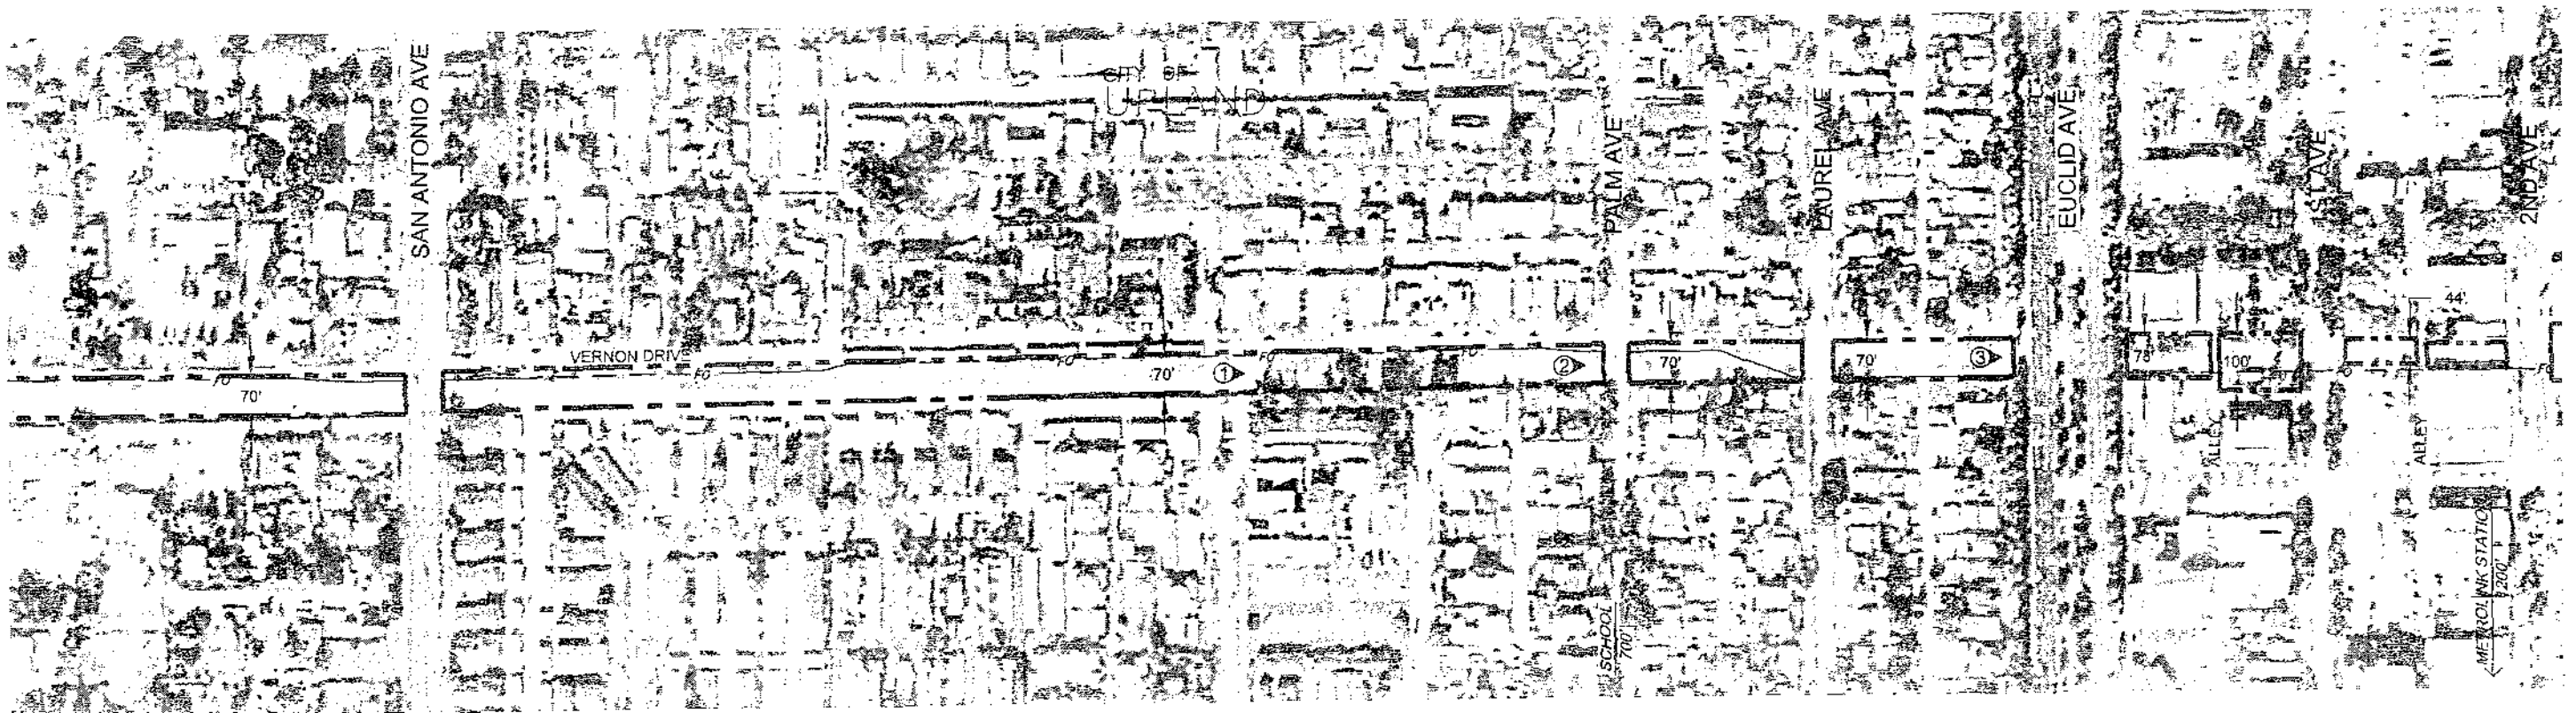 CITY OF
UPLAND
SAN ANTONIO AVE
PALM AVE
LAUREL AVE
EUCLID AVE
1ST AVE
2ND AVE
VERNON DRIVE
FO
FO
FO
FO
FO
FO
70'
70'
1
2
70'
70'
3
78'
100'
44'
ALLEY
ALLEY
SCHOOL
700'
METROLINK STATION
1200'